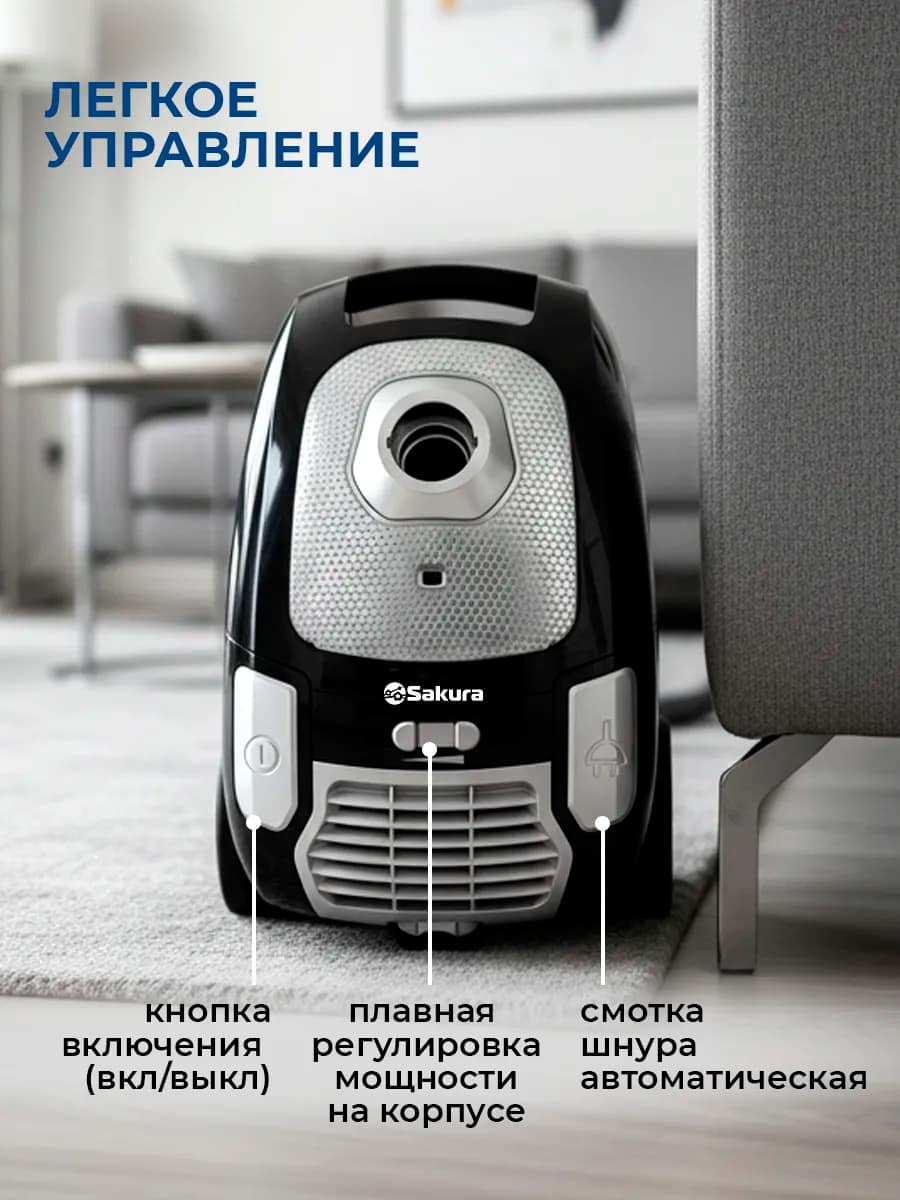 ЛЕГКОЕ
УПРАВЛЕНИЕ
Sakura
кнопка
включения
(вкл/выкл)
плавная
регулировка
мощности
на корпусе
смотка
шнура
автоматическая